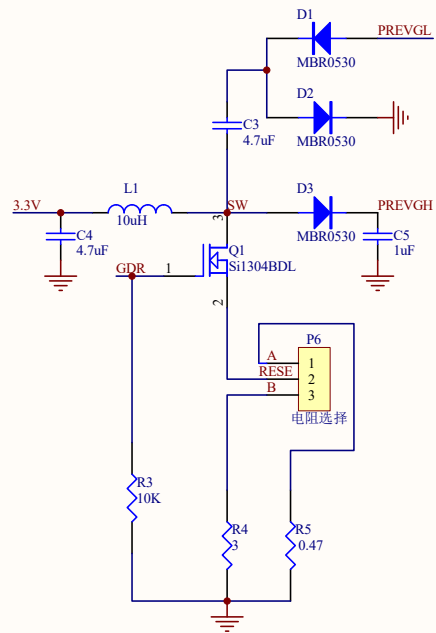 D1
PREVGL
MBR0530
D2
MBR0530
C3
4.7uF
L1
10uH
3.3V
SW
3
D3
PREVGH
MBR0530
C4
4.7uF
C5
1uF
Q1
Si1304BDL
GDR
1
2
P6
A
1
RESE
2
B
3
电阻选择
R3
10K
R4
3
R5
0.47